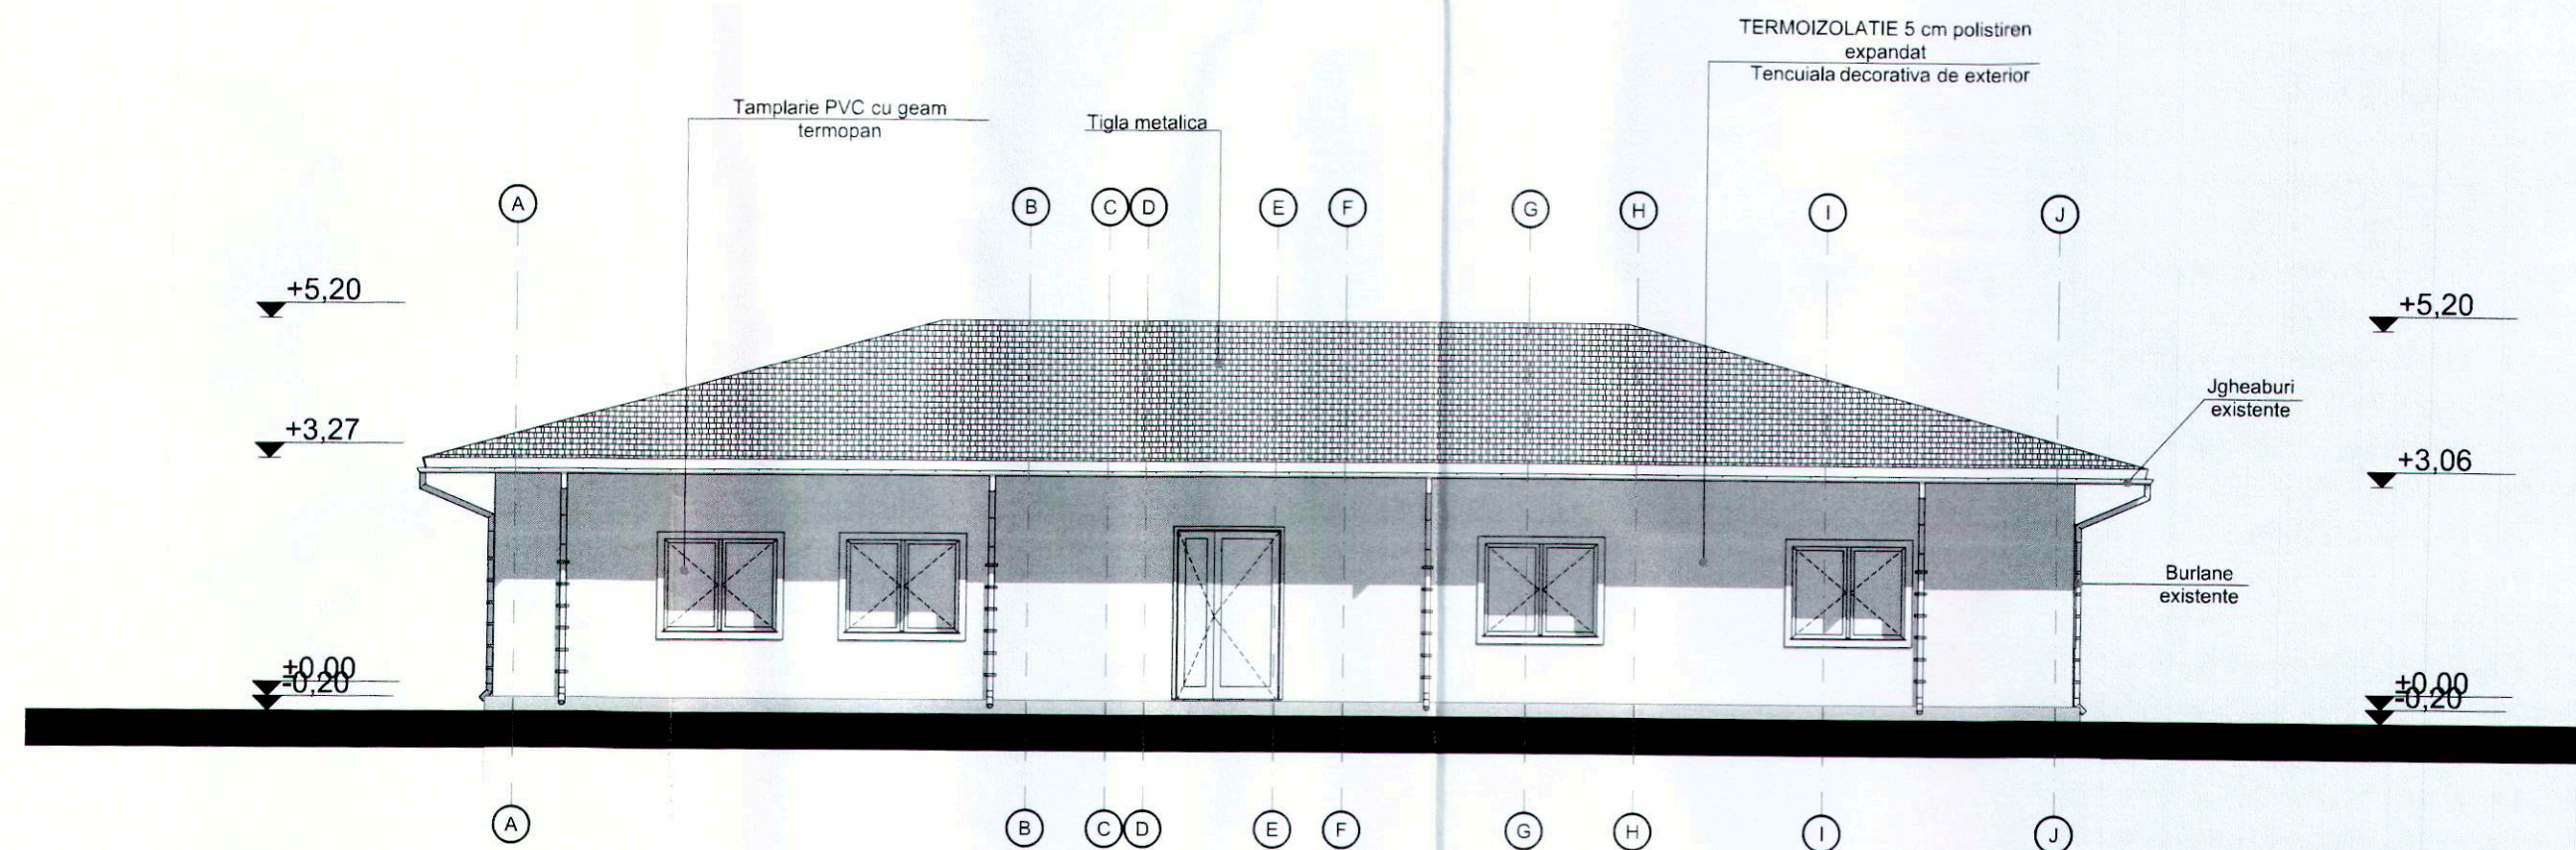 TERMOIZOLATIE 5 cm polistiren
expandat
Tencuiala decorativa de exterior
Tamplarie PVC cu geam
termopan
Tigla metalica
A B C D E F G H I J
+5,20
+5,20
Jgheaburi
existente
+3,27
+3,06
Burlane
existente
±0,00
-0,20
±0,00
-0,20
A B C D E F G H I J